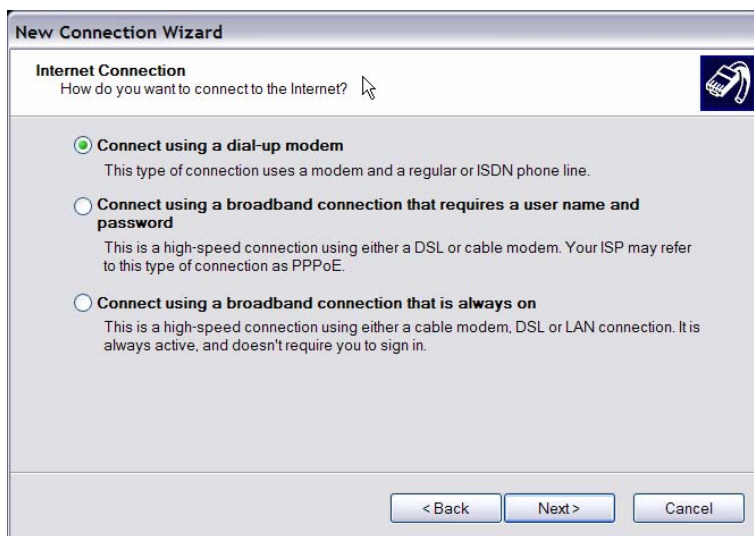 New Connection Wizard
Internet Connection
How do you want to connect to the Internet?
Connect using a dial-up modem
This type of connection uses a modem and a regular or ISDN phone line.
Connect using a broadband connection that requires a user name and
password
This is a high-speed connection using either a DSL or cable modem. Your ISP may refer
to this type of connection as PPPoE.
Connect using a broadband connection that is always on
This is a high-speed connection using either a cable modem, DSL or LAN connection. It is
always active, and doesn't require you to sign in.
< Back
Next >
Cancel